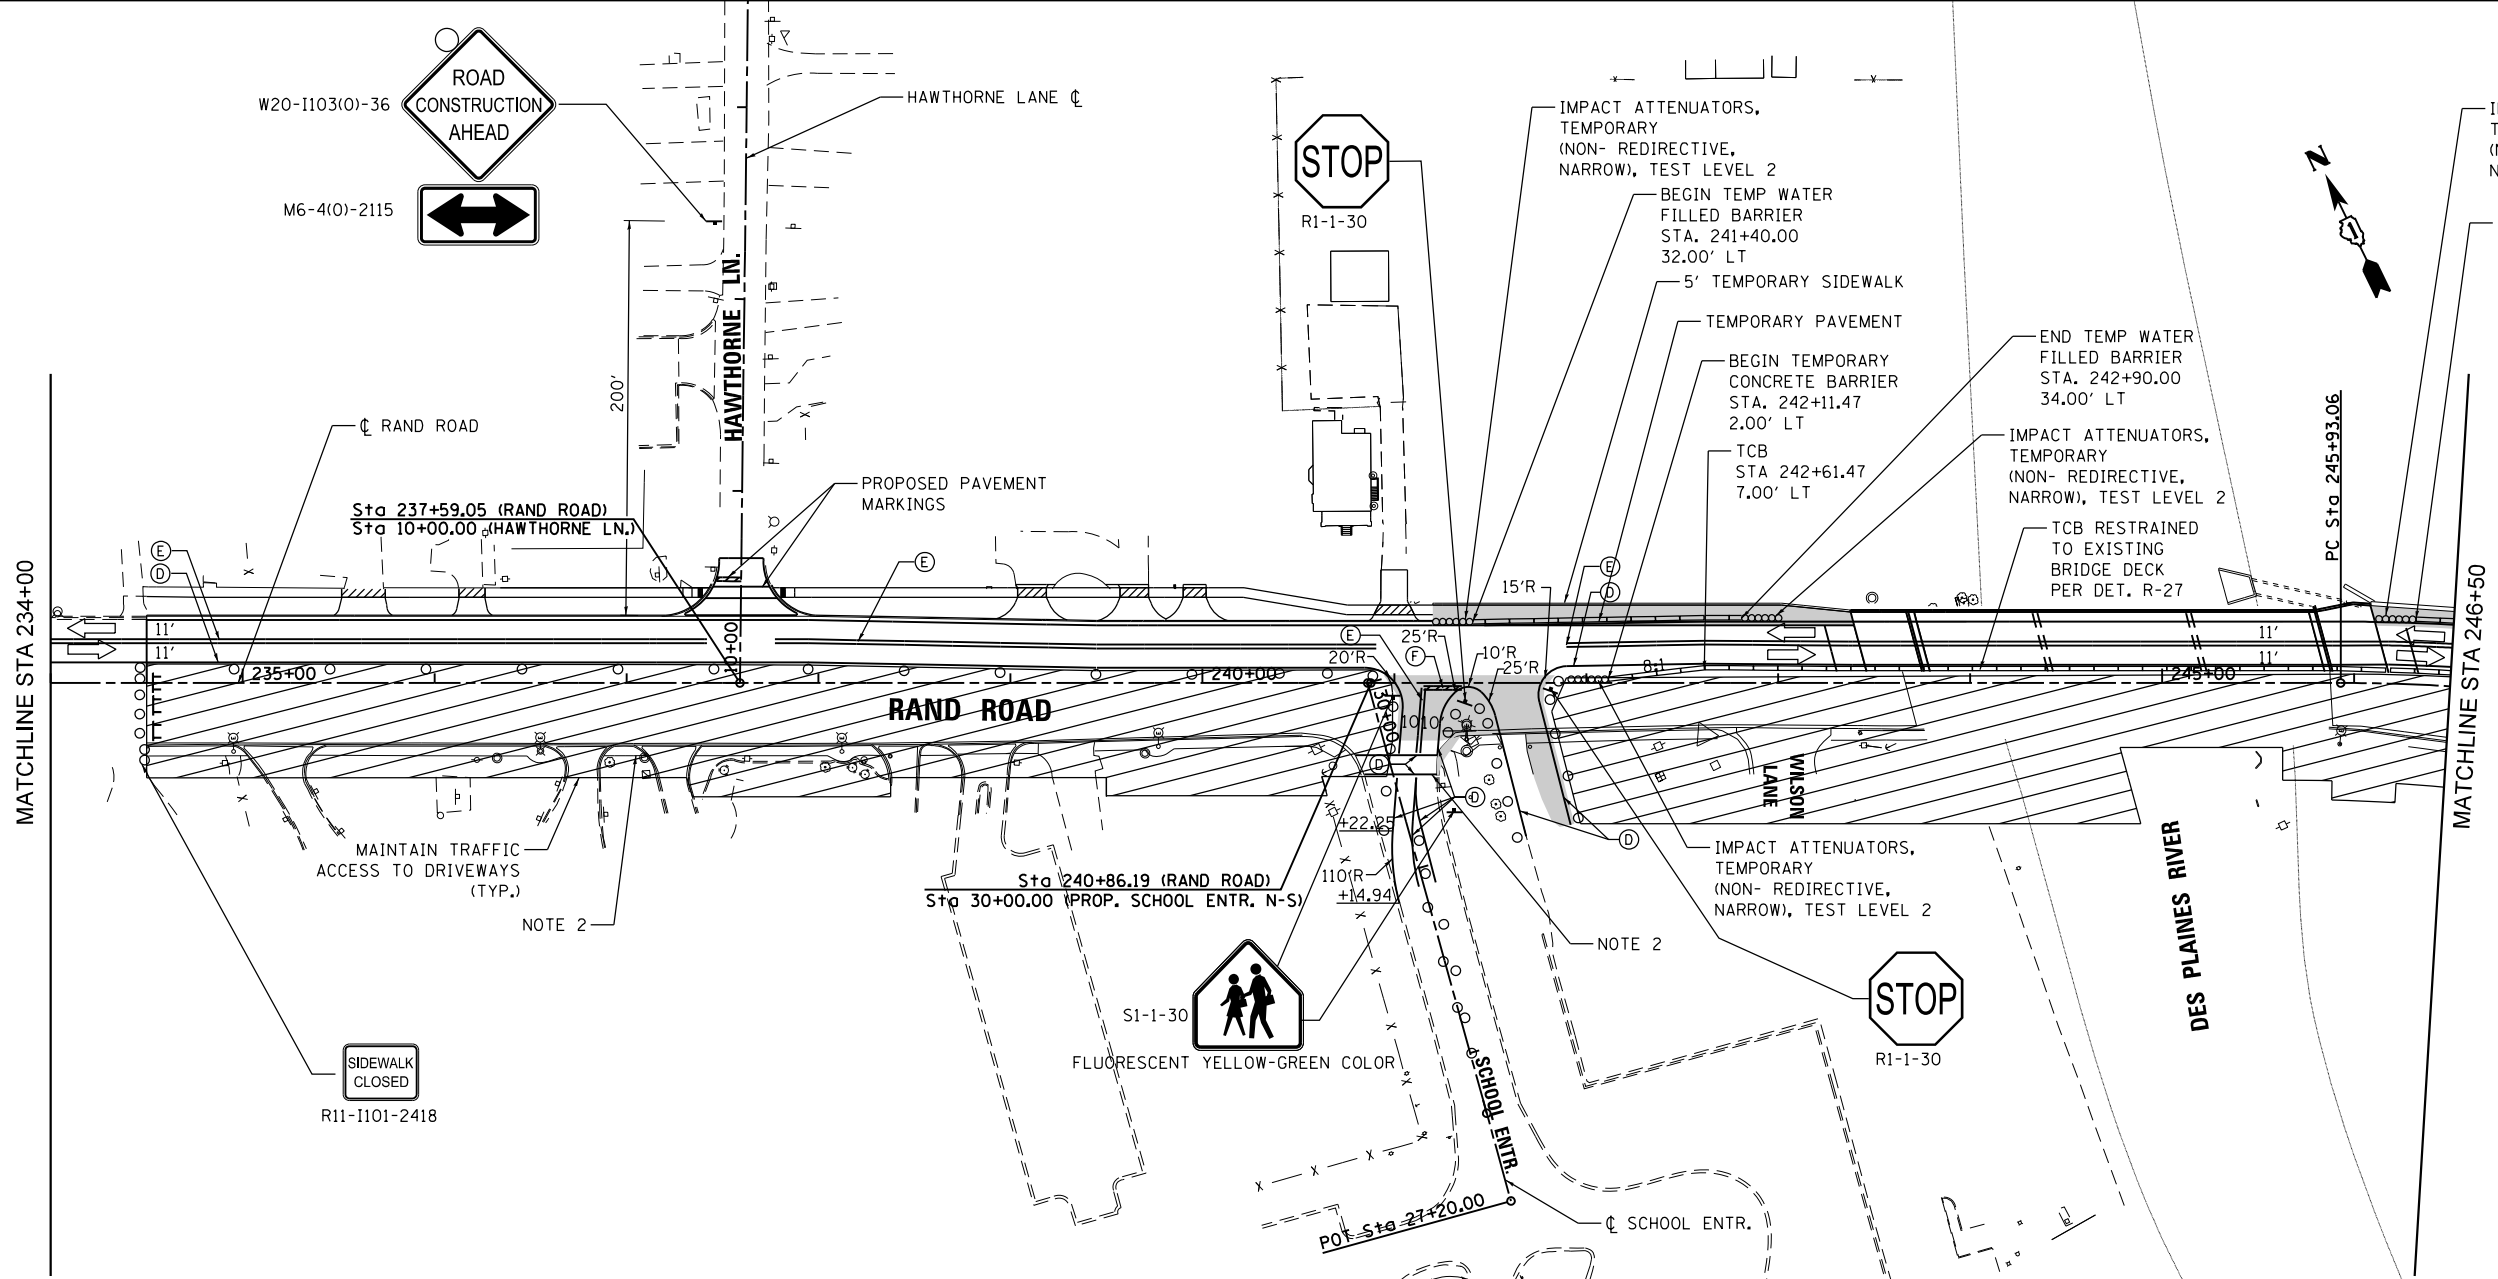 ROAD
CONSTRUCTION
AHEAD
W20-I103(O)-36
M6-4(O)-2115
HAWTHORNE LANE ℄
STOP
R1-1-30
IMPACT ATTENUATORS,
TEMPORARY
(NON- REDIRECTIVE,
NARROW), TEST LEVEL 2
BEGIN TEMP WATER
FILLED BARRIER
STA. 241+40.00
32.00' LT
5' TEMPORARY SIDEWALK
TEMPORARY PAVEMENT
BEGIN TEMPORARY
CONCRETE BARRIER
STA. 242+11.47
2.00' LT
TCB
STA 242+61.47
7.00' LT
END TEMP WATER
FILLED BARRIER
STA. 242+90.00
34.00' LT
IMPACT ATTENUATORS,
TEMPORARY
(NON- REDIRECTIVE,
NARROW), TEST LEVEL 2
TCB RESTRAINED
TO EXISTING
BRIDGE DECK
PER DET. R-27
N
PC Sta 245+93.06
HAWTHORNE LN.
200'
℄ RAND ROAD
PROPOSED PAVEMENT
MARKINGS
Sta 237+59.05 (RAND ROAD)
Sta 10+00.00 (HAWTHORNE LN.)
MATCHLINE STA 234+00
MATCHLINE STA 246+50
E
D
E
E
D
11'
11'
11'
11'
15'R
E
25'R
F
20'R
10'R
25'R
8:1
10+00
235+00
240+00
245+00
30+00
RAND ROAD
10
10
D
D
D
WILSON
LANE
+22.25
110'R
+14.94
MAINTAIN TRAFFIC
ACCESS TO DRIVEWAYS
(TYP.)
NOTE 2
Sta 240+86.19 (RAND ROAD)
Sta 30+00.00 (PROP. SCHOOL ENTR. N-S)
IMPACT ATTENUATORS,
TEMPORARY
(NON- REDIRECTIVE,
NARROW), TEST LEVEL 2
NOTE 2
DES PLAINES RIVER
S1-1-30
FLUORESCENT YELLOW-GREEN COLOR
STOP
R1-1-30
SIDEWALK
CLOSED
R11-I101-2418
SCHOOL ENTR.
POT Sta 27+20.00
℄ SCHOOL ENTR.